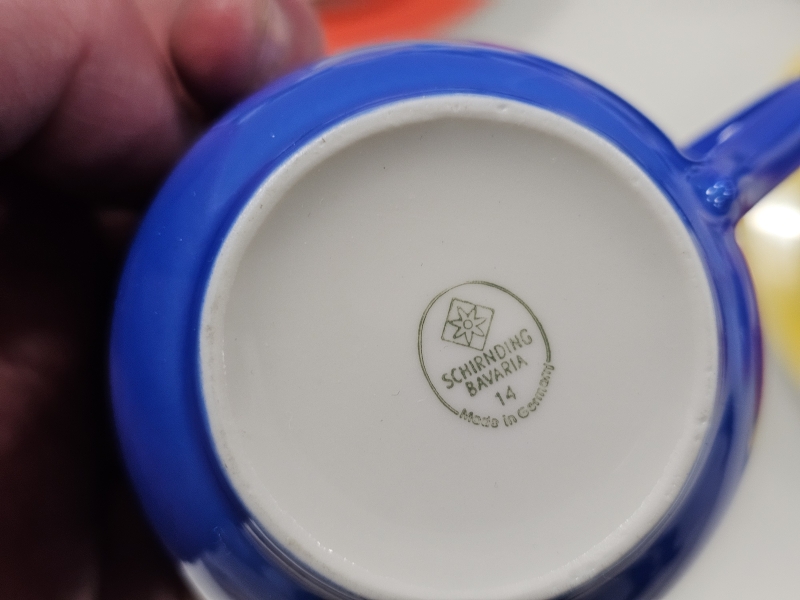 SCHIRNDING
BAVARIA
14
Made in Germany